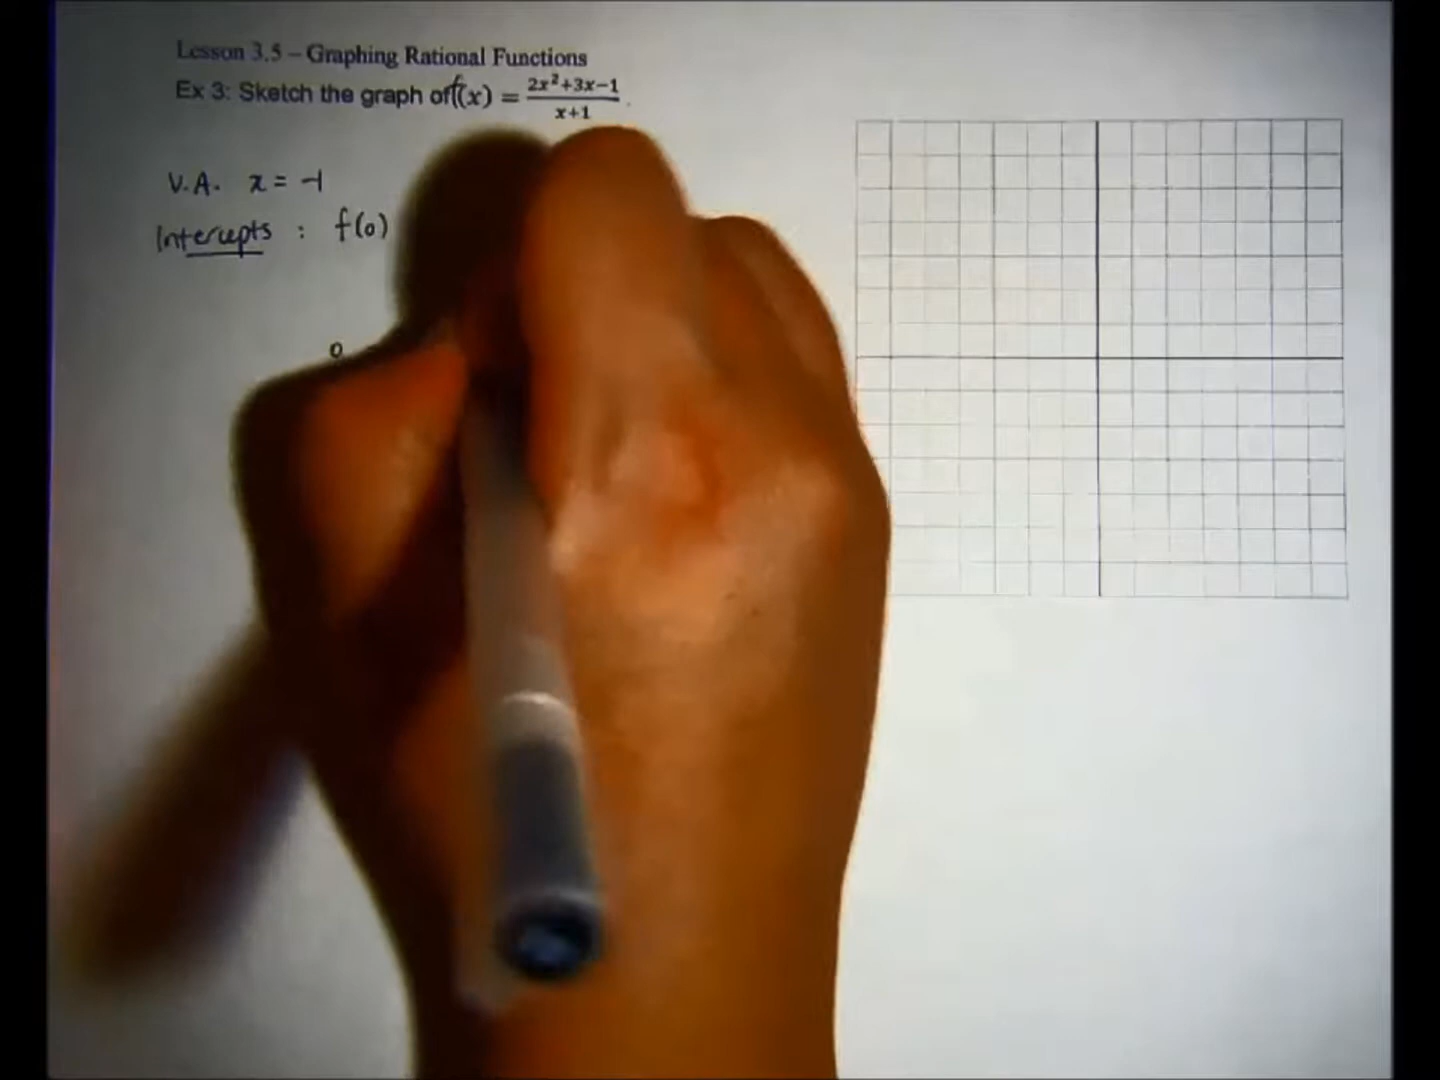 Lesson 3.5 – Graphing Rational Functions
Ex 3: Sketch the graph of f(x) = \frac{2x²+3x−1}{x+1}.
V.A. x = -1
Intercepts : f(0)
0